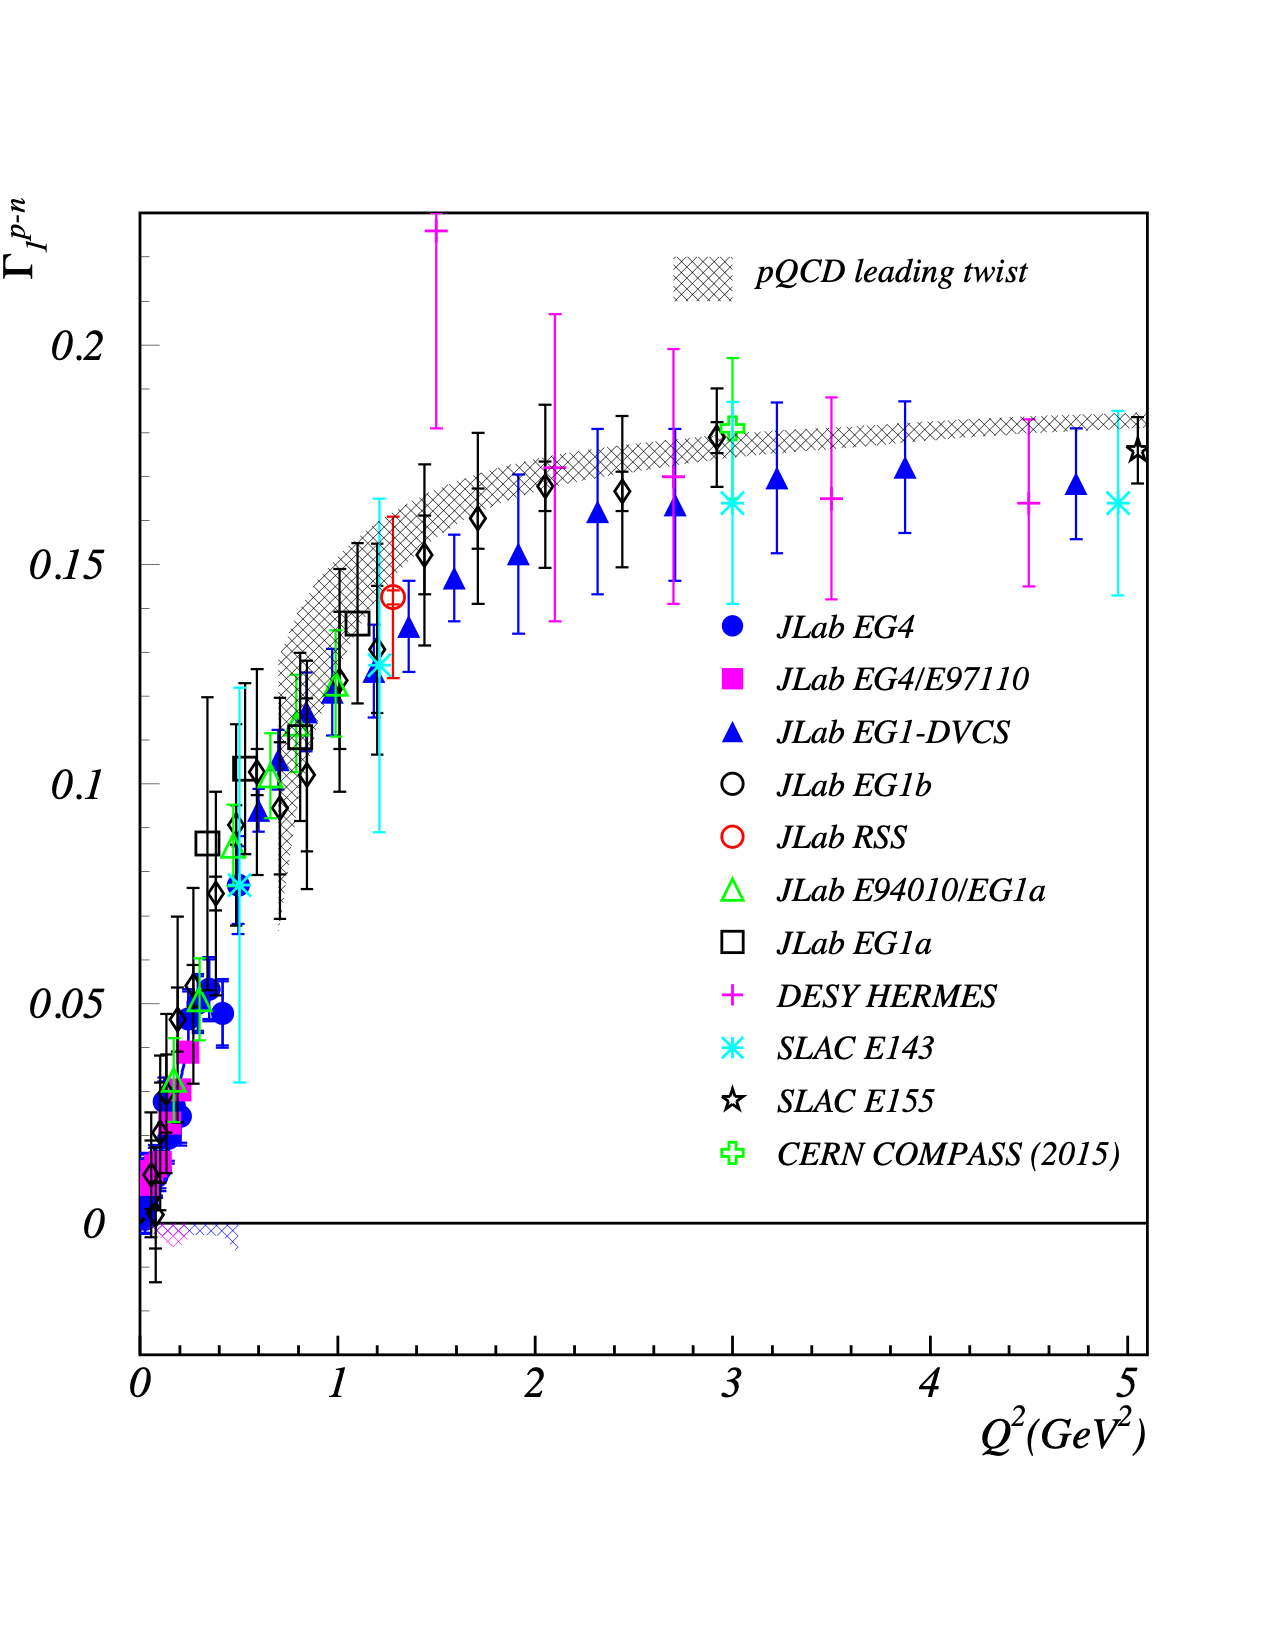 Γ₁ᵖ⁻ⁿ
pQCD leading twist
0.2
0.15
0.1
0.05
0
JLab EG4
JLab EG4/E97110
JLab EG1-DVCS
JLab EG1b
JLab RSS
JLab E94010/EG1a
JLab EG1a
DESY HERMES
SLAC E143
SLAC E155
CERN COMPASS (2015)
0 1 2 3 4 5
Q²(GeV²)